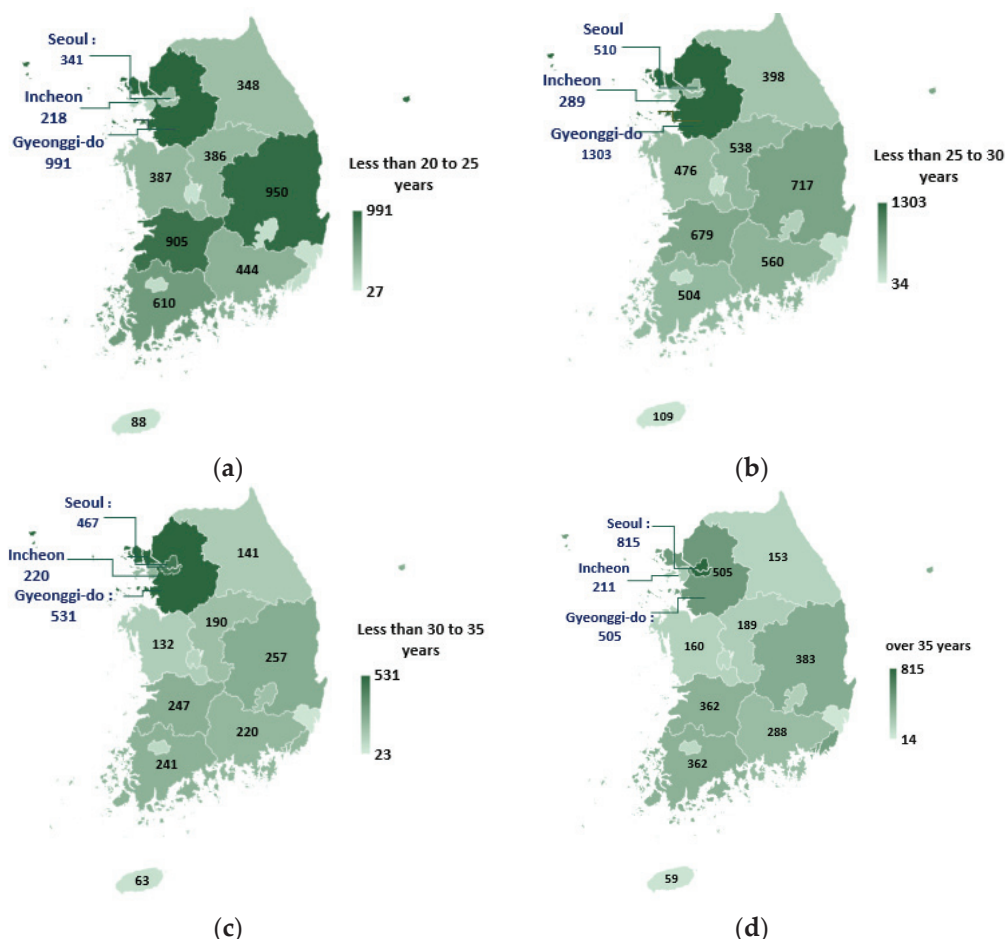 Seoul :
341
Incheon
218
Gyeonggi-do
991
348
386
387
950
905
444
610
88
Less than 20 to 25
years
991
27
(a)
Seoul
510
Incheon
289
Gyeonggi-do
1303
398
538
476
717
679
560
504
109
Less than 25 to 30
years
1303
34
(b)
Seoul :
467
Incheon
220
Gyeonggi-do :
531
141
190
132
257
247
220
241
63
Less than 30 to 35
years
531
23
(c)
Seoul :
815
Incheon
211
Gyeonggi-do :
505
505
153
189
160
383
362
288
362
59
over 35 years
815
14
(d)